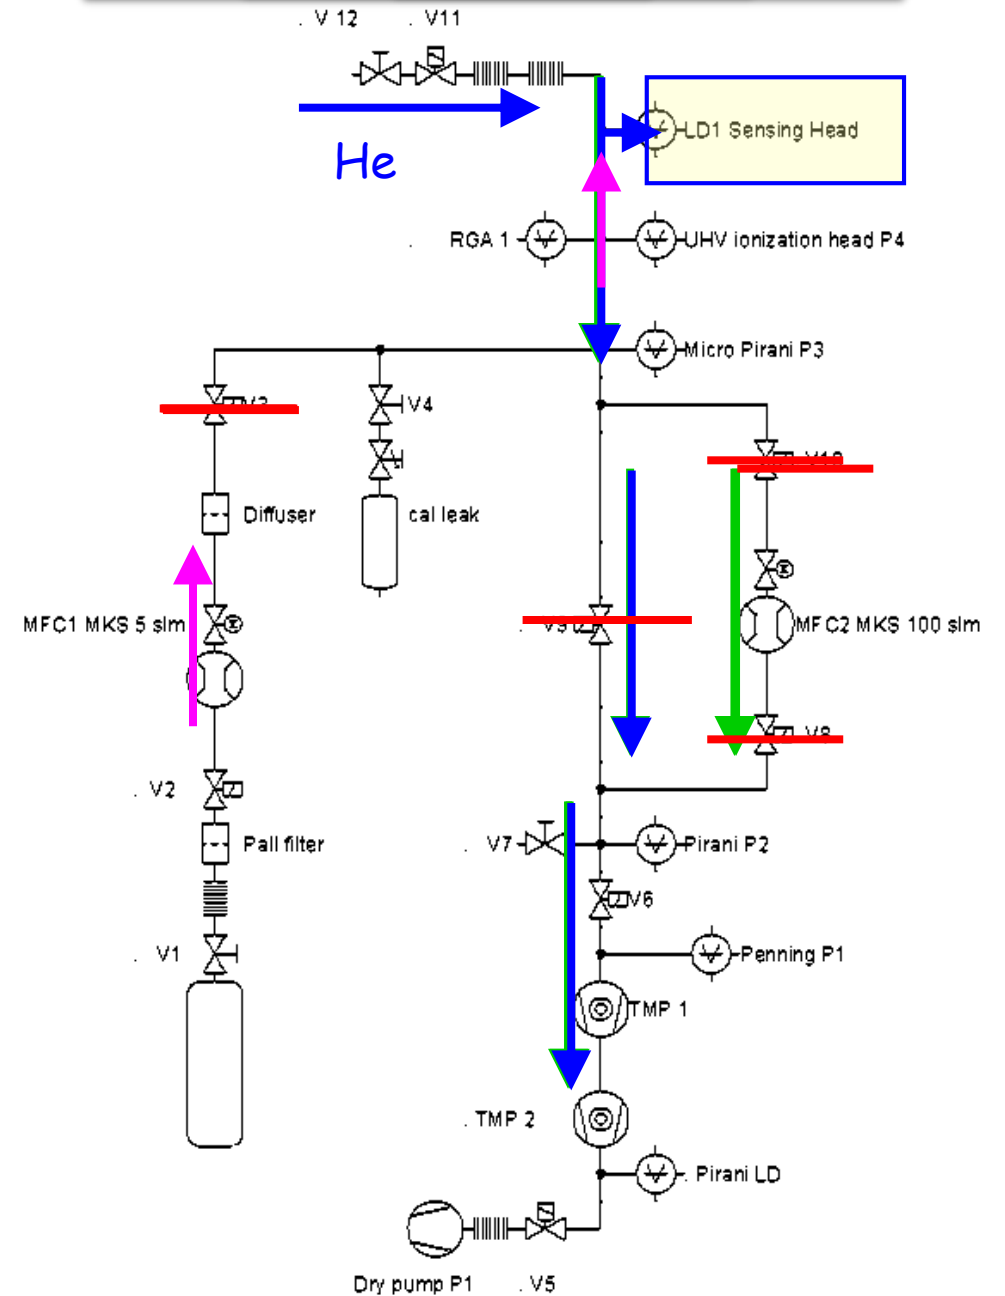 . V 12
. V11
He
LD1 Sensing Head
. RGA 1
UHV ionization head P4
Micro Pirani P3
V4
Diffuser
cal leak
MFC1 MKS 5 slm
MFC2 MKS 100 slm
. V2
Pall filter
. V7
Pirani P2
V6
. V1
Penning P1
TMP 1
. TMP 2
. Pirani LD
Dry pump P1
. V5